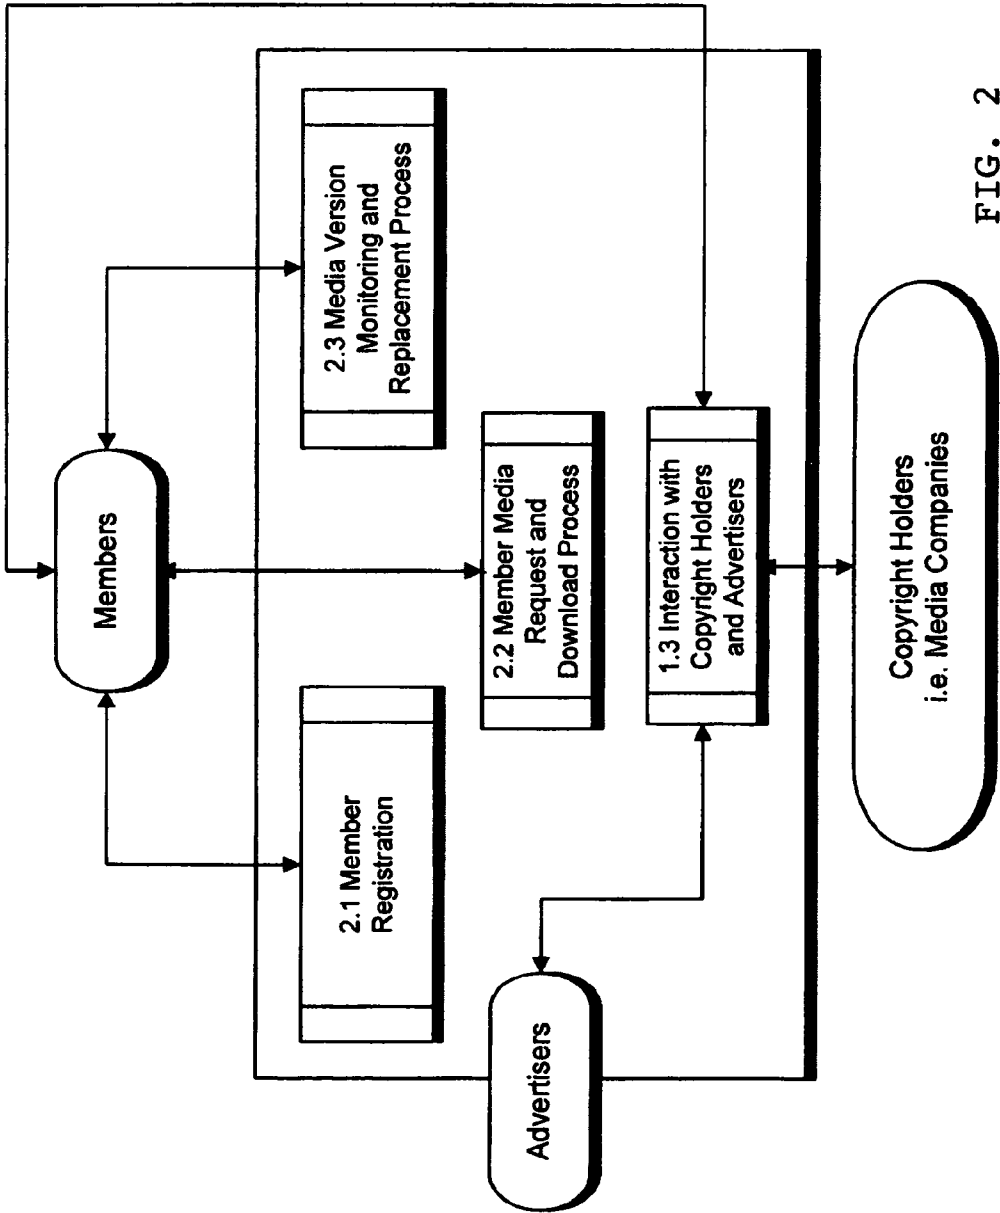 Members
2.1 Member
Registration
2.2 Member Media
Request and
Download Process
2.3 Media Version
Monitoring and
Replacement Process
Advertisers
1.3 Interaction with
Copyright Holders
and Advertisers
Copyright Holders
i.e. Media Companies
FIG. 2